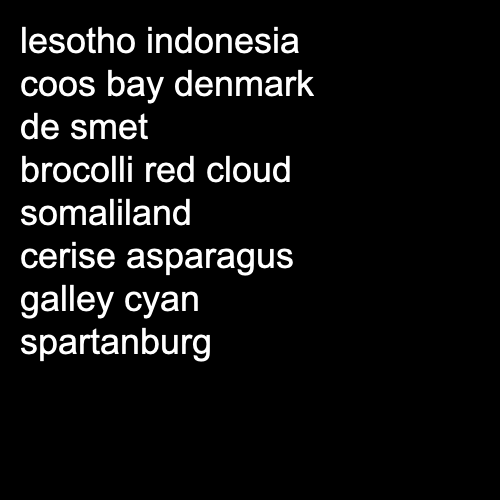 lesotho indonesia
coos bay denmark
de smet
brocolli red cloud
somaliland
cerise asparagus
galley cyan
spartanburg